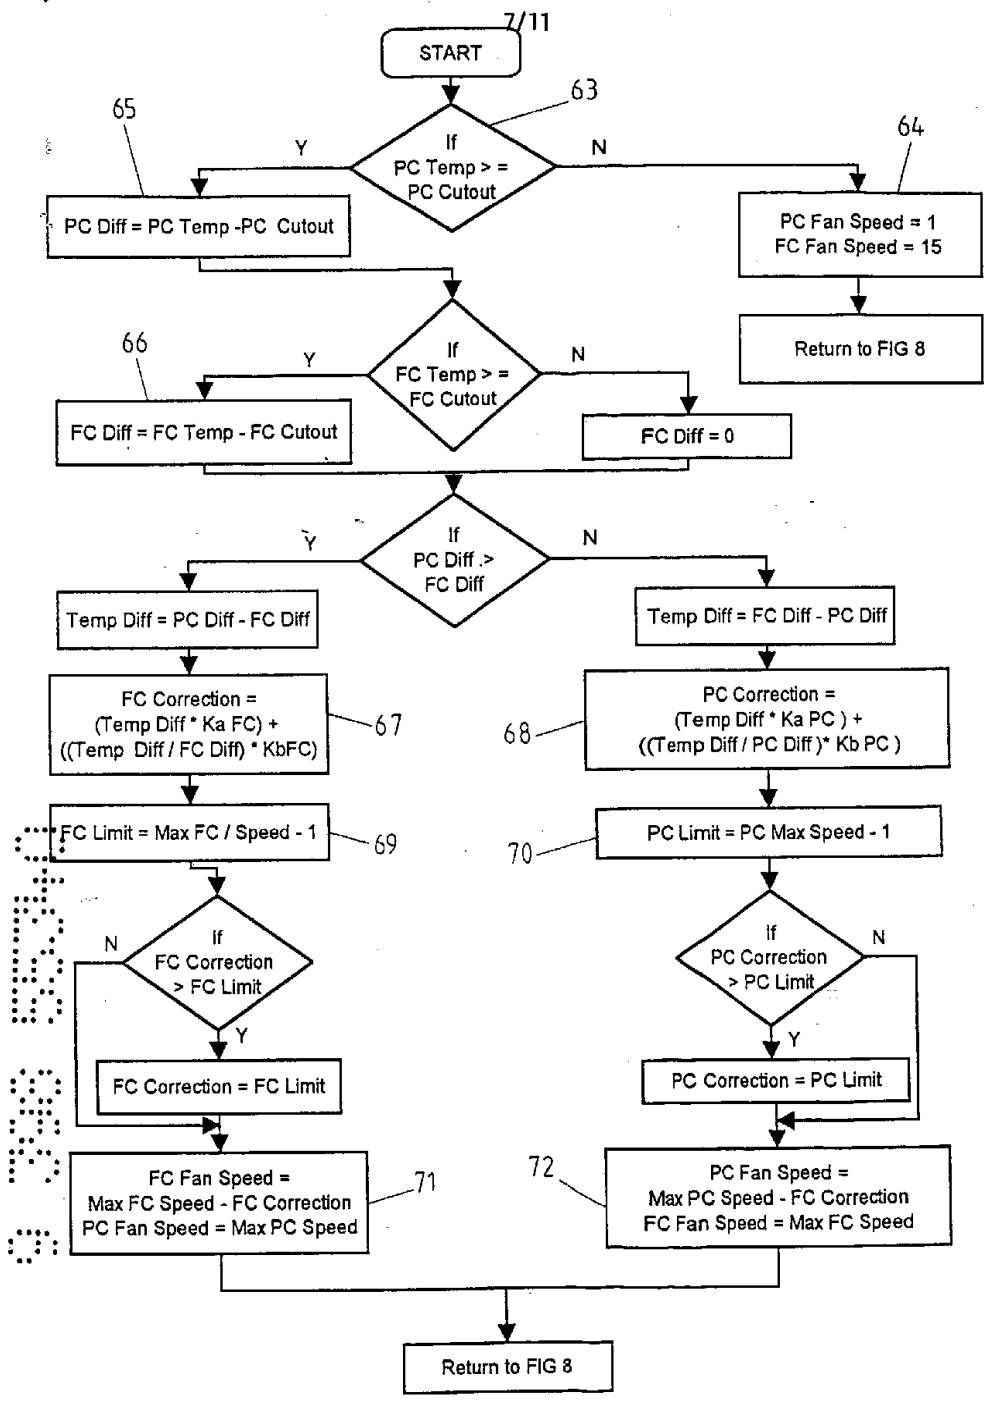 7/11
START
63
65
64
Y
N
If
PC Temp > =
PC Cutout
PC Diff = PC Temp -PC Cutout
PC Fan Speed = 1
FC Fan Speed = 15
Return to FIG 8
66
Y
N
If
FC Temp > =
FC Cutout
FC Diff = FC Temp - FC Cutout
FC Diff = 0
Y
N
If
PC Diff .>
FC Diff
Temp Diff = PC Diff - FC Diff
Temp Diff = FC Diff - PC Diff
FC Correction =
(Temp Diff * Ka FC) +
((Temp Diff / FC Diff) * KbFC)
67
68
PC Correction =
(Temp Diff * Ka PC ) +
((Temp Diff / PC Diff )* Kb PC )
FC Limit = Max FC / Speed - 1
69
70
PC Limit = PC Max Speed - 1
N
If
FC Correction
> FC Limit
Y
If
PC Correction
> PC Limit
N
Y
FC Correction = FC Limit
PC Correction = PC Limit
FC Fan Speed =
Max FC Speed - FC Correction
PC Fan Speed = Max PC Speed
71
72
PC Fan Speed =
Max PC Speed - FC Correction
FC Fan Speed = Max FC Speed
Return to FIG 8